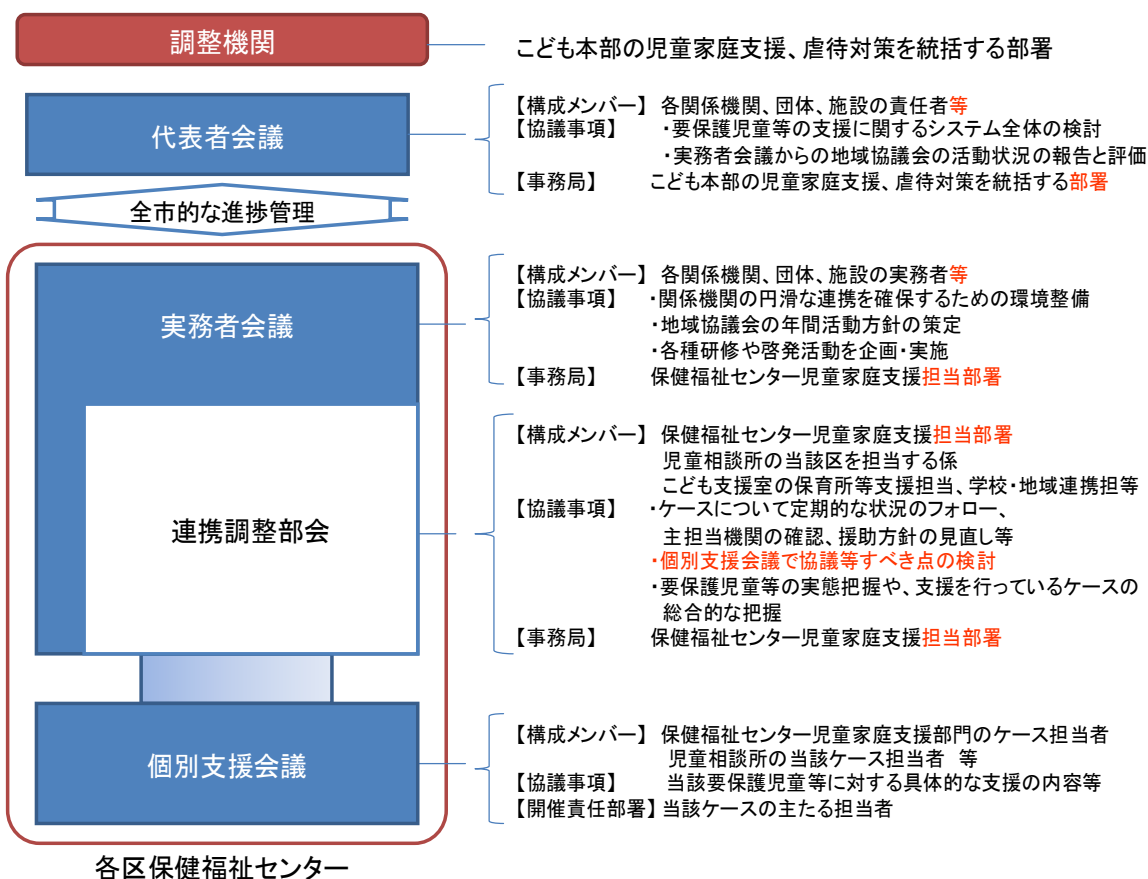 調整機関
こども本部の児童家庭支援、虐待対策を統括する部署
代表者会議
【構成メンバー】 各関係機関、団体、施設の責任者等
【協議事項】 ・要保護児童等の支援に関するシステム全体の検討
・実務者会議からの地域協議会の活動状況の報告と評価
【事務局】 こども本部の児童家庭支援、虐待対策を統括する部署
全市的な進捗管理
実務者会議
【構成メンバー】 各関係機関、団体、施設の実務者等
【協議事項】 ・関係機関の円滑な連携を確保するための環境整備
・地域協議会の年間活動方針の策定
・各種研修や啓発活動を企画・実施
【事務局】 保健福祉センター児童家庭支援担当部署
連携調整部会
【構成メンバー】 保健福祉センター児童家庭支援担当部署
児童相談所の当該区を担当する係
こども支援室の保育所等支援担当、学校・地域連携担等
【協議事項】 ・ケースについて定期的な状況のフォロー、
主担当機関の確認、援助方針の見直し等
・個別支援会議で協議等すべき点の検討
・要保護児童等の実態把握や、支援を行っているケースの
総合的な把握
【事務局】 保健福祉センター児童家庭支援担当部署
個別支援会議
【構成メンバー】 保健福祉センター児童家庭支援部門のケース担当者
児童相談所の当該ケース担当者 等
【協議事項】 当該要保護児童等に対する具体的な支援の内容等
【開催責任部署】 当該ケースの主たる担当者
各区保健福祉センター